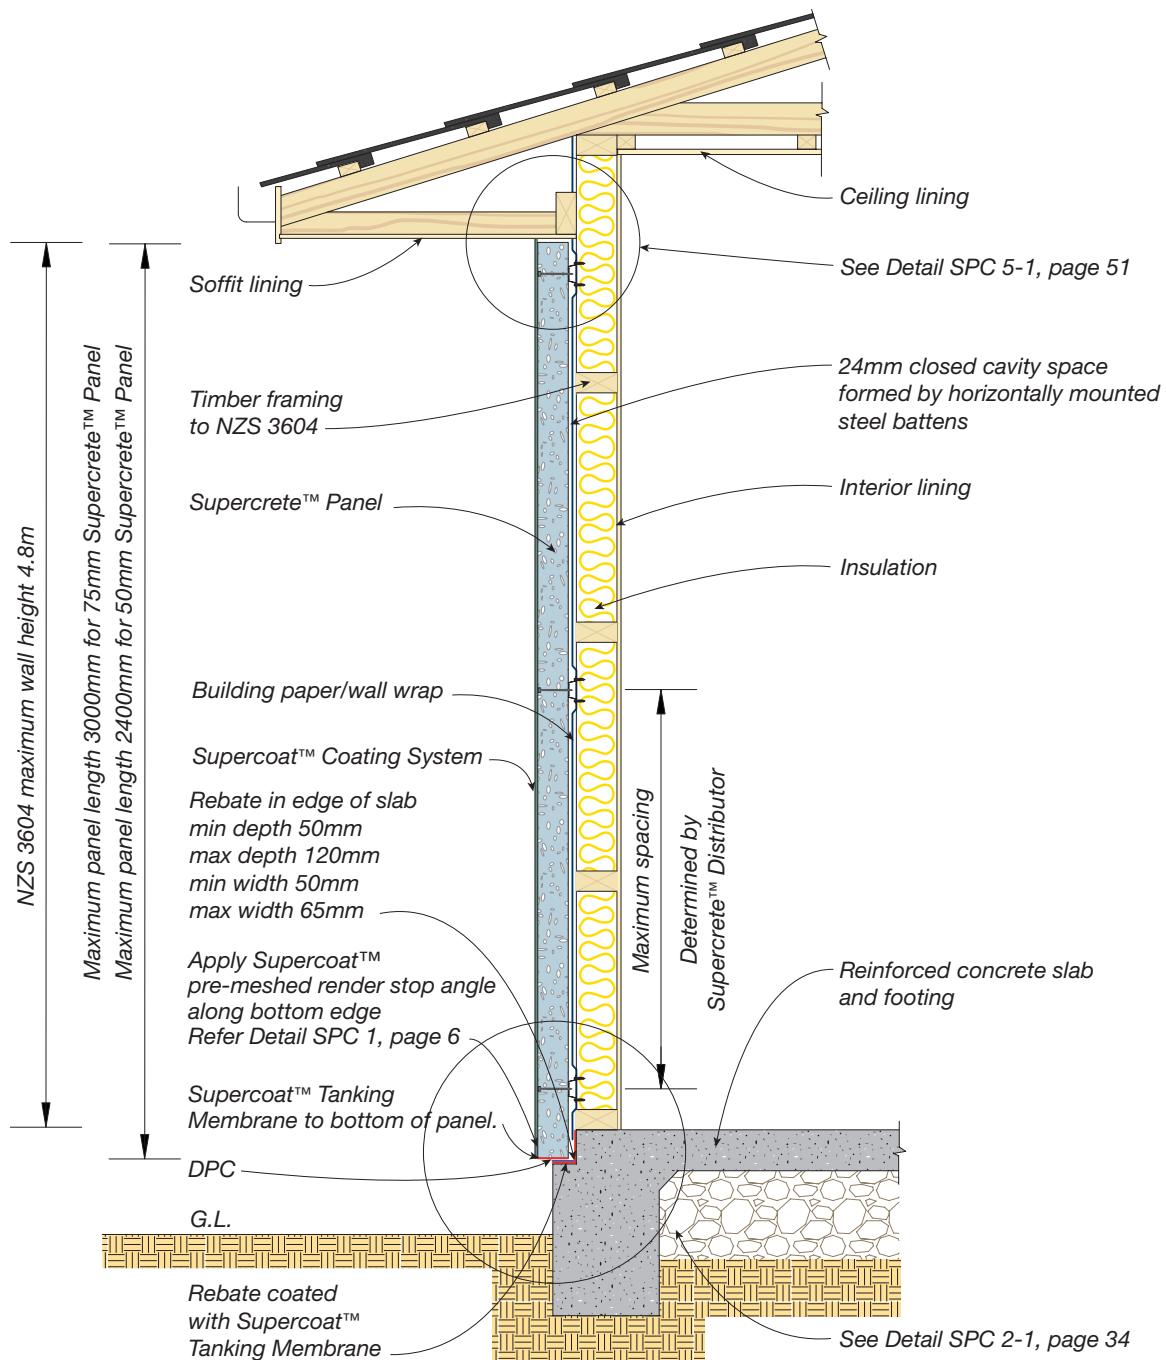 Ceiling lining
See Detail SPC 5-1, page 51
Soffit lining
24mm closed cavity space
formed by horizontally mounted
steel battens
Timber framing
to NZS 3604
Supercrete™ Panel
Interior lining
Insulation
NZS 3604 maximum wall height 4.8m
Maximum panel length 3000mm for 75mm Supercrete™ Panel
Maximum panel length 2400mm for 50mm Supercrete™ Panel
Building paper/wall wrap
Supercoat™ Coating System
Rebate in edge of slab
min depth 50mm
max depth 120mm
min width 50mm
max width 65mm
Maximum spacing
Determined by
Supercrete™ Distributor
Apply Supercoat™
pre-meshed render stop angle
along bottom edge
Refer Detail SPC 1, page 6
Reinforced concrete slab
and footing
Supercoat™ Tanking
Membrane to bottom of panel.
DPC
G.L.
Rebate coated
with Supercoat™
Tanking Membrane
See Detail SPC 2-1, page 34